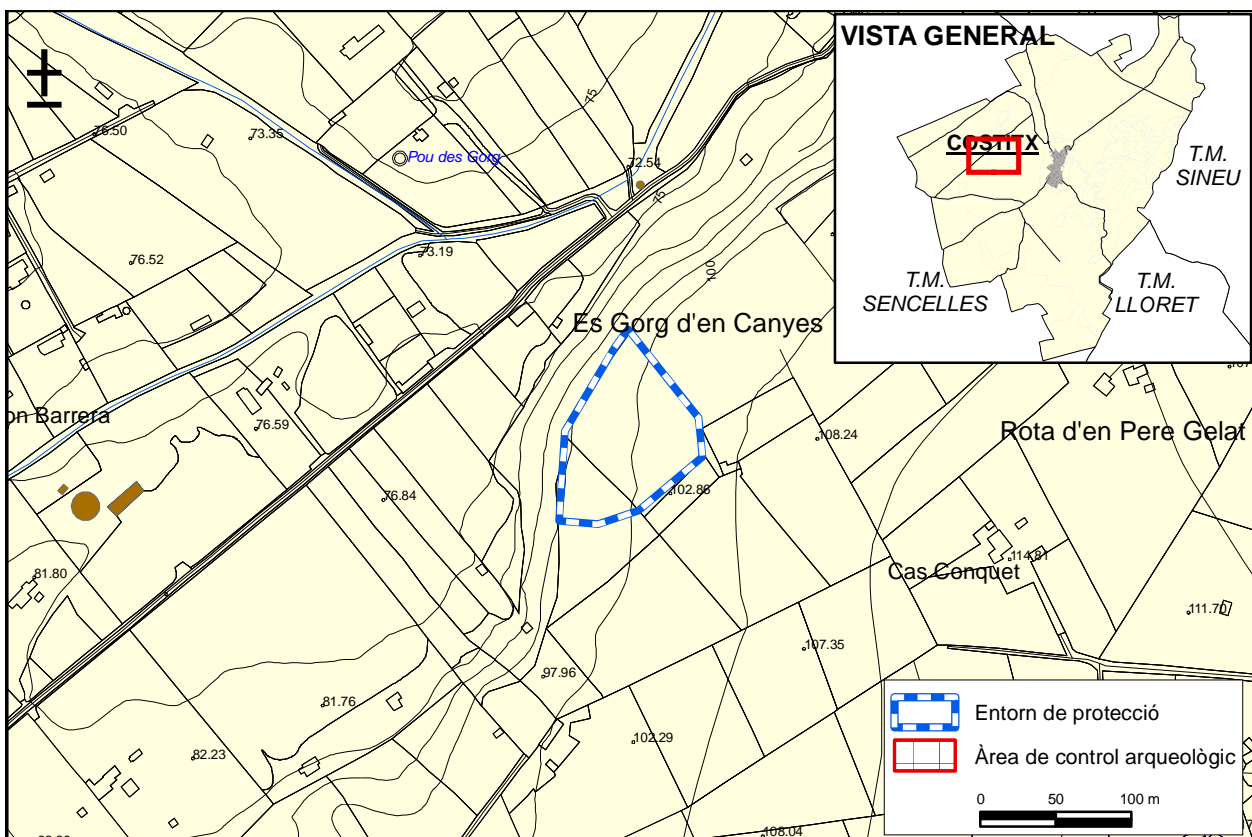 VISTA GENERAL
COSTITX
T.M.
SINEU
T.M.
SENCELLES
T.M.
LLORET
76.50
73.35
75
Pou des Gorg
72.54
75
76.52
73.19
100
Es Gorg d'en Canyes
on Barrera
76.59
108.24
Rota d'en Pere Gelat
76.84
102.86
81.80
114.81
Cas Conquet
111.70
107.35
97.96
81.76
102.29
82.23
108.04
Entorn de protecció
Àrea de control arqueològic
0 50 100 m